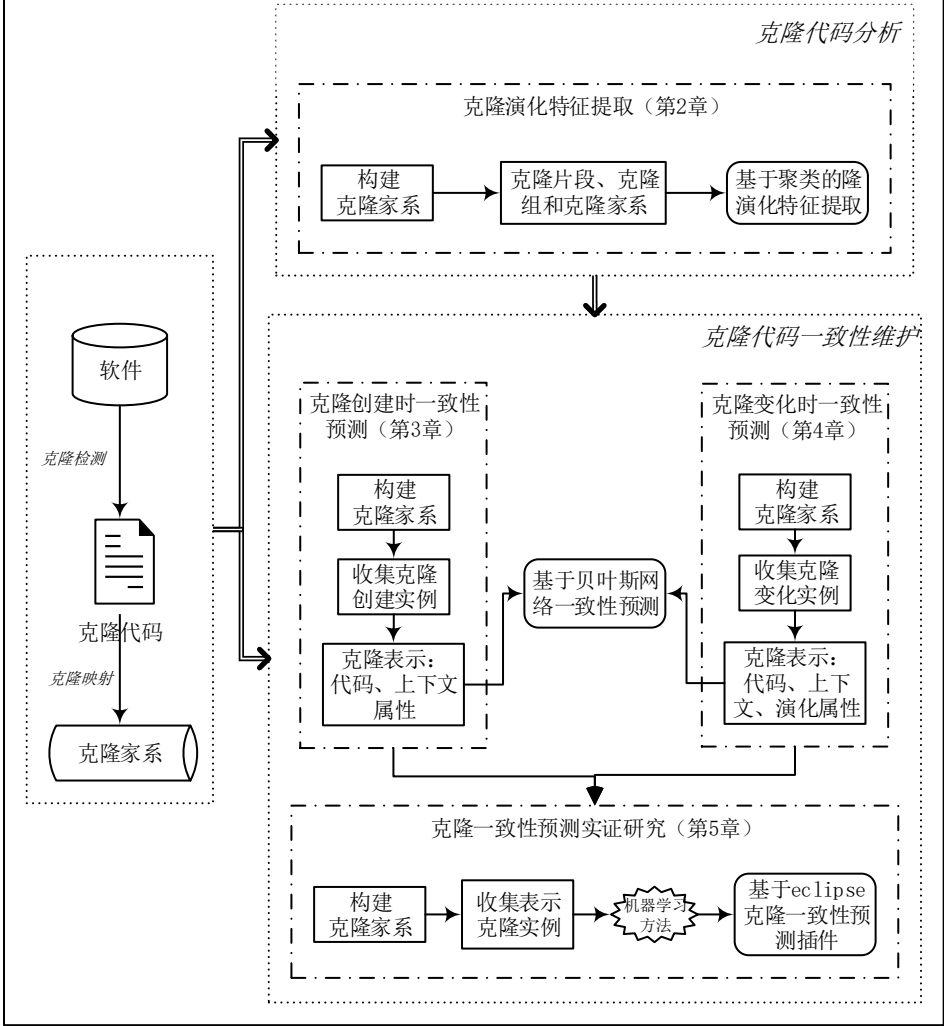 克隆代码分析
克隆演化特征提取（第2章）
构建
克隆家系
克隆片段、克隆
组和克隆家系
基于聚类的隆
演化特征提取
软件
克隆检测
克隆代码
克隆映射
克隆家系
克隆代码一致性维护
克隆创建时一致性
预测（第3章）
构建
克隆家系
收集克隆
创建实例
克隆表示：
代码、上下文
属性
基于贝叶斯网
络一致性预测
克隆变化时一致性
预测（第4章）
构建
克隆家系
收集克隆
变化实例
克隆表示：
代码、上下
文、演化属性
克隆一致性预测实证研究（第5章）
构建
克隆家系
收集表示
克隆实例
机器学习
方法
基于eclipse
克隆一致性预
测插件